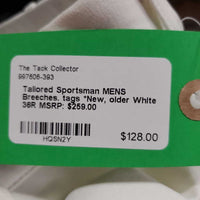 The Tack Collector
997606-393
Tailored Sportsman MENS
Breeches, tags *New, older White
36R MSRP: $259.00
HQSN2Y
$128.00